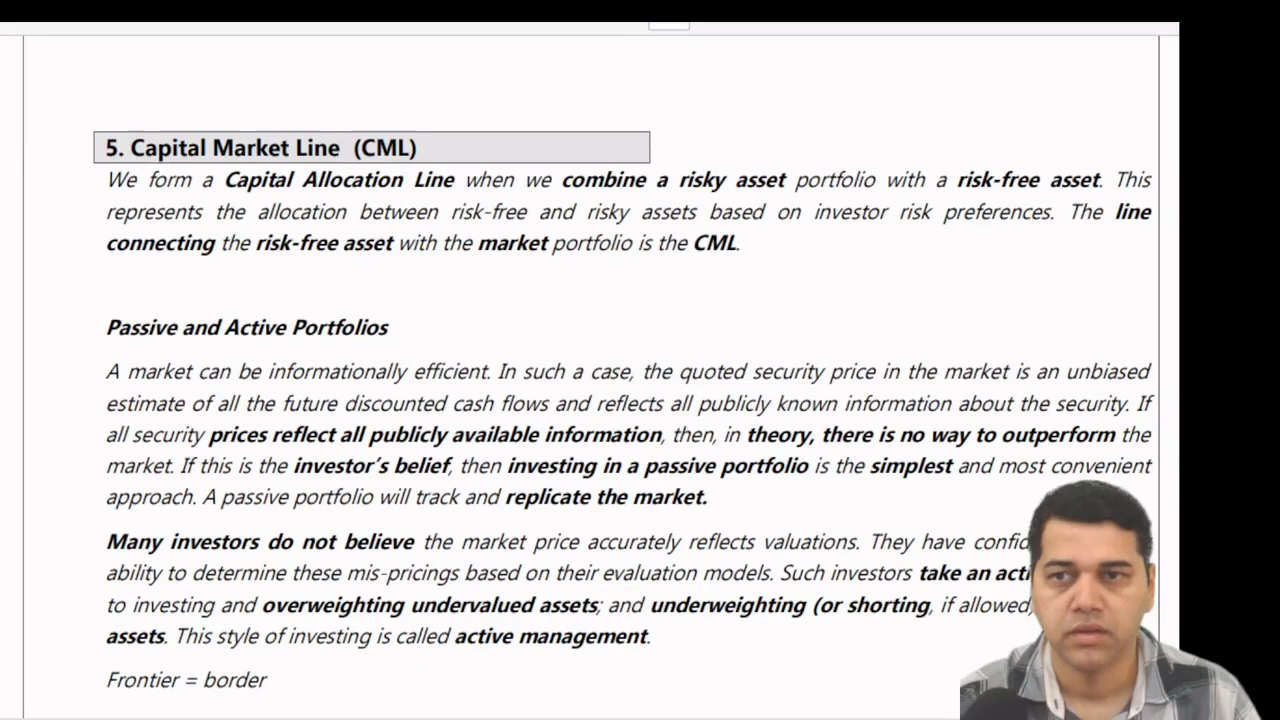 5. Capital Market Line (CML)
We form a Capital Allocation Line when we combine a risky asset portfolio with a risk-free asset. This
represents the allocation between risk-free and risky assets based on investor risk preferences. The line
connecting the risk-free asset with the market portfolio is the CML.
Passive and Active Portfolios
A market can be informationally efficient. In such a case, the quoted security price in the market is an unbiased
estimate of all the future discounted cash flows and reflects all publicly known information about the security. If
all security prices reflect all publicly available information, then, in theory, there is no way to outperform the
market. If this is the investor's belief, then investing in a passive portfolio is the simplest and most convenient
approach. A passive portfolio will track and replicate the market.
Many investors do not believe the market price accurately reflects valuations. They have
ability to determine these mis-pricings based on their evaluation models. Such investors take an
to investing and overweighting undervalued assets; and underweighting (or shorting, if allowed)
assets. This style of investing is called active management.
Frontier = border